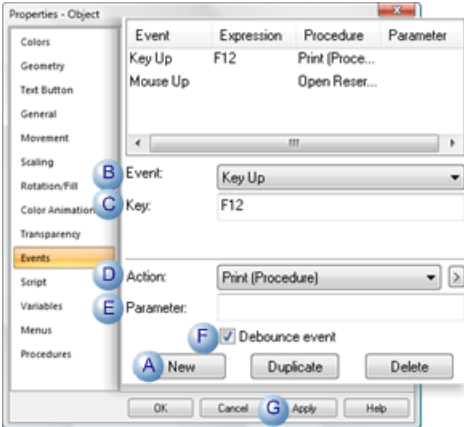 Properties - Object
Colors
Geometry
Text Button
General
Movement
Scaling
Rotation/Fill
Color Animation
Transparency
Events
Script
Variables
Menus
Procedures
Event Expression Procedure Parameter
Key Up F12 Print (Proce...
Mouse Up Open Reser...
B Event: Key Up
C Key: F12
D Action: Print (Procedure) >
E Parameter:
F Debounce event
A New Duplicate Delete
OK Cancel G Apply Help